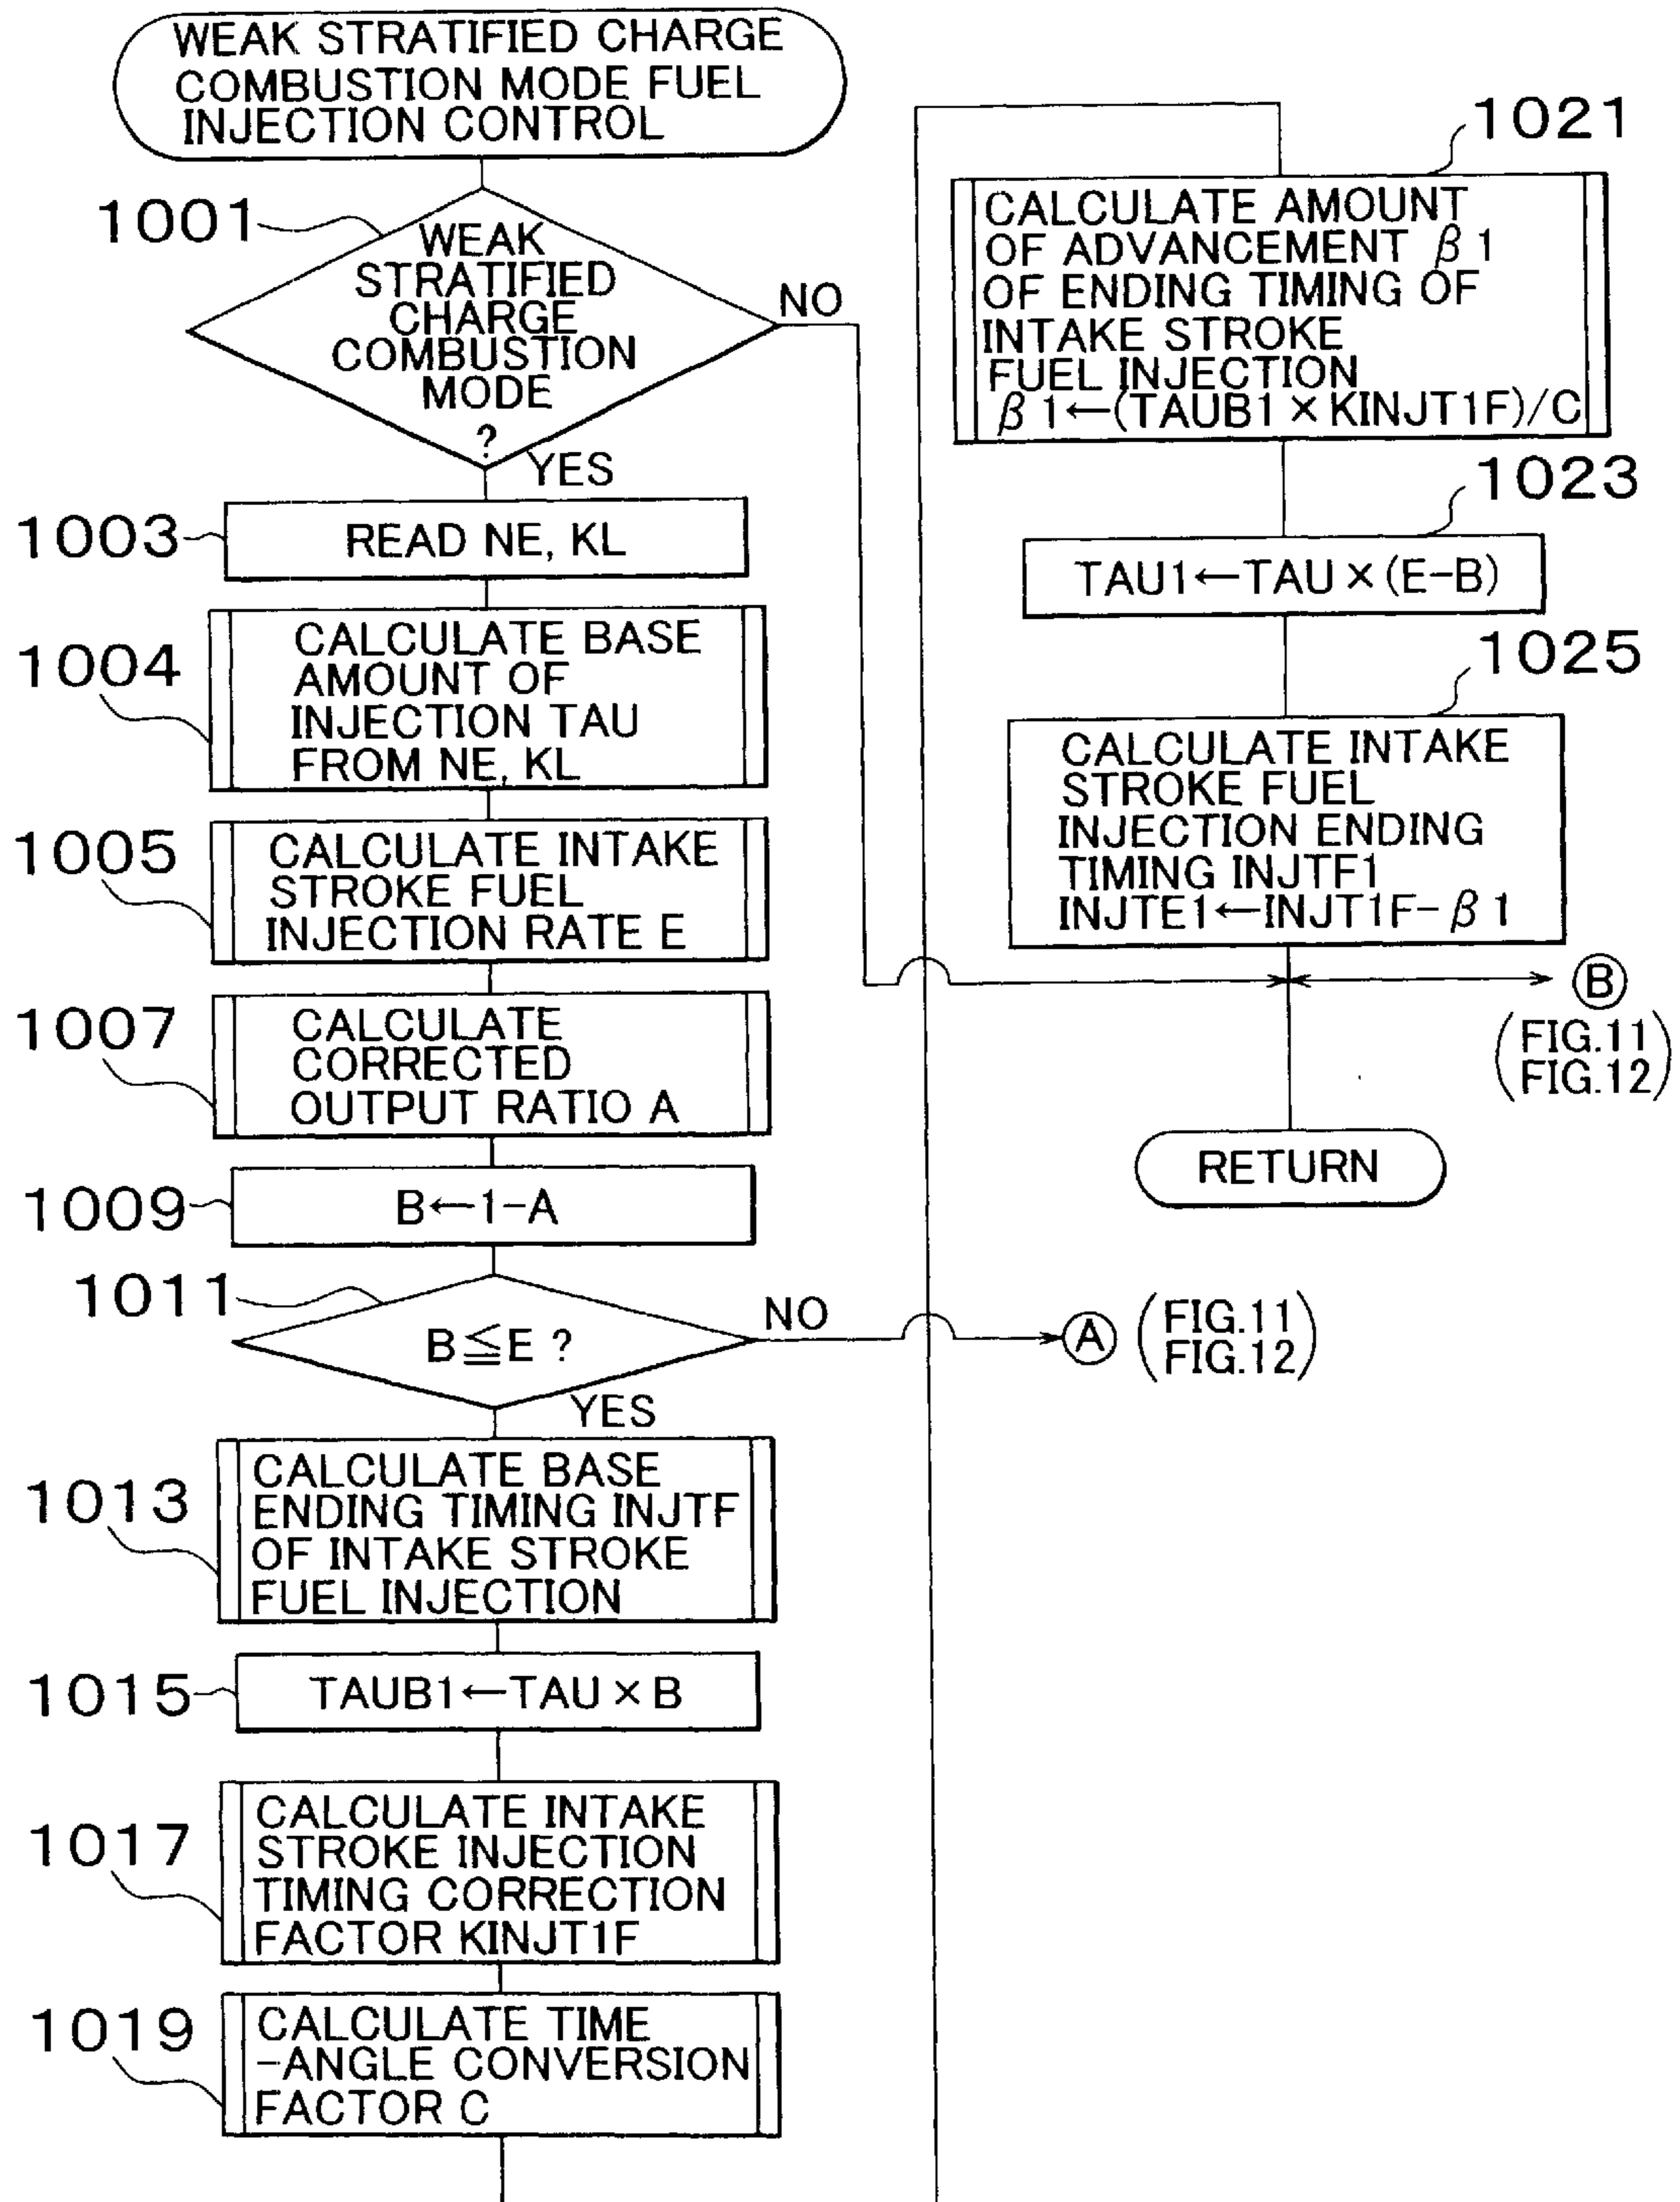 WEAK STRATIFIED CHARGE
COMBUSTION MODE FUEL
INJECTION CONTROL
1001
WEAK
STRATIFIED
CHARGE
COMBUSTION
MODE
?
NO
YES
1003
READ NE, KL
1004
CALCULATE BASE
AMOUNT OF
INJECTION TAU
FROM NE, KL
1005
CALCULATE INTAKE
STROKE FUEL
INJECTION RATE E
1007
CALCULATE
CORRECTED
OUTPUT RATIO A
1009
B←1-A
1011
B≦E ?
NO
A
(FIG.11
FIG.12)
YES
1013
CALCULATE BASE
ENDING TIMING INJTF
OF INTAKE STROKE
FUEL INJECTION
1015
TAUB1←TAU×B
1017
CALCULATE INTAKE
STROKE INJECTION
TIMING CORRECTION
FACTOR KINJT1F
1019
CALCULATE TIME
-ANGLE CONVERSION
FACTOR C
1021
CALCULATE AMOUNT
OF ADVANCEMENT β1
OF ENDING TIMING OF
INTAKE STROKE
FUEL INJECTION
β1←(TAUB1×KINJT1F)/C
1023
TAU1←TAU×(E-B)
1025
CALCULATE INTAKE
STROKE FUEL
INJECTION ENDING
TIMING INJTF1
INJTE1←INJT1F-β1
B
(FIG.11
FIG.12)
RETURN